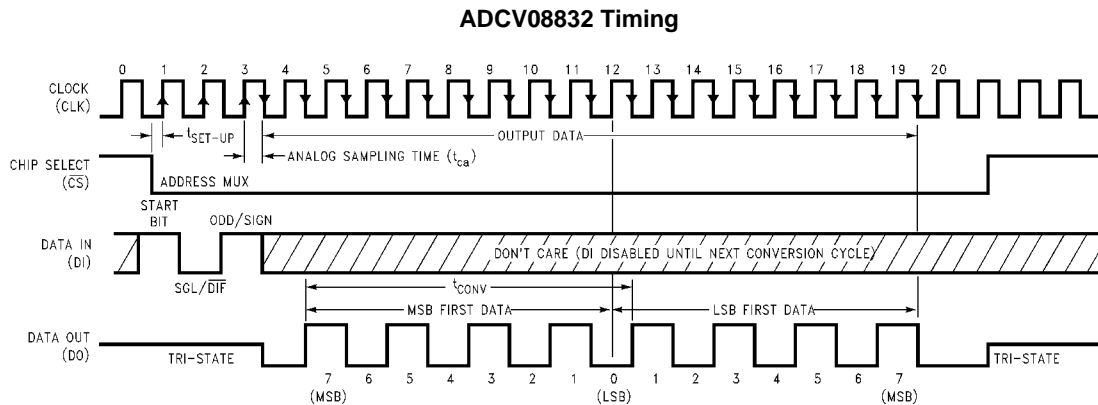 ADCV08832 Timing
0 1 2 3 4 5 6 7 8 9 10 11 12 13 14 15 16 17 18 19 20
CLOCK
(CLK)
tSET-UP
OUTPUT DATA
ANALOG SAMPLING TIME (tca)
CHIP SELECT
(CS)
ADDRESS MUX
START
BIT
ODD/SIGN
DATA IN
(DI)
DON'T CARE (DI DISABLED UNTIL NEXT CONVERSION CYCLE)
SGL/DIF
tCONV
MSB FIRST DATA
LSB FIRST DATA
DATA OUT
(DO)
TRI-STATE
TRI-STATE
7 6 5 4 3 2 1 0 1 2 3 4 5 6 7
(MSB) (LSB) (MSB)